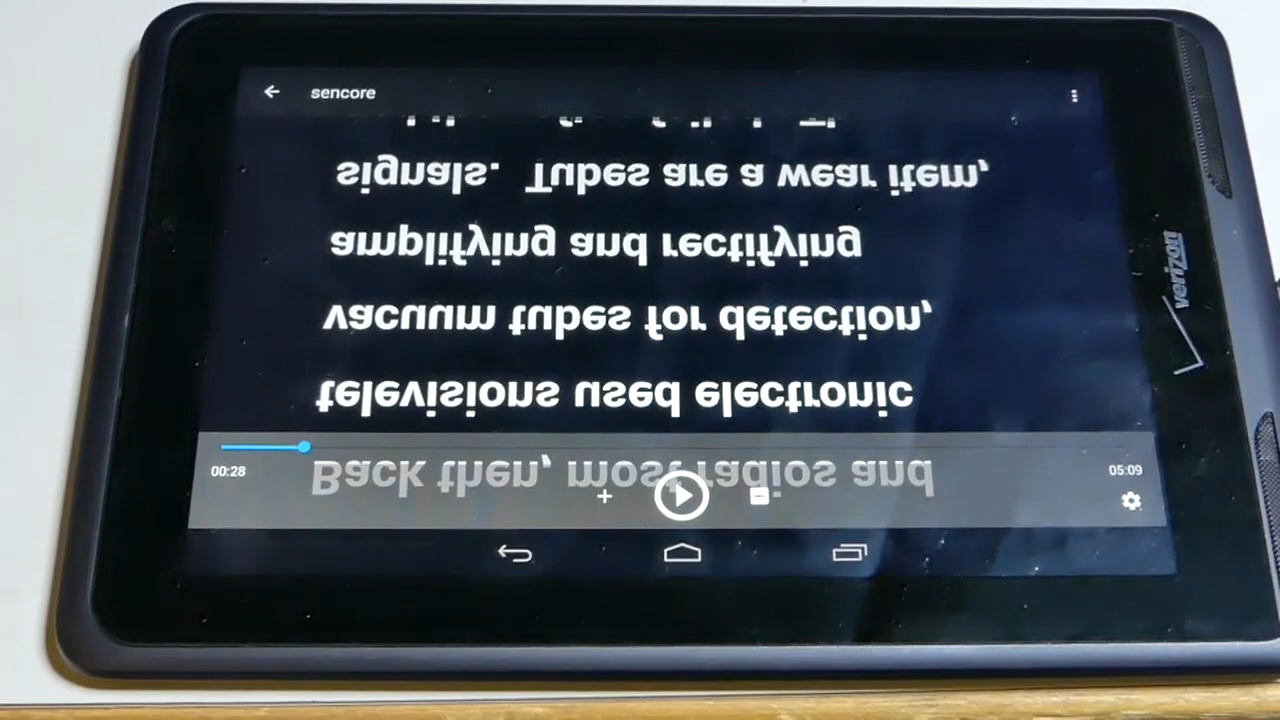 sencore
Back then, most radios and
televisions used electronic
vacuum tubes for detection,
amplifying and rectifying
signals. Tubes are a wear item,
00:28
05:09
verizon